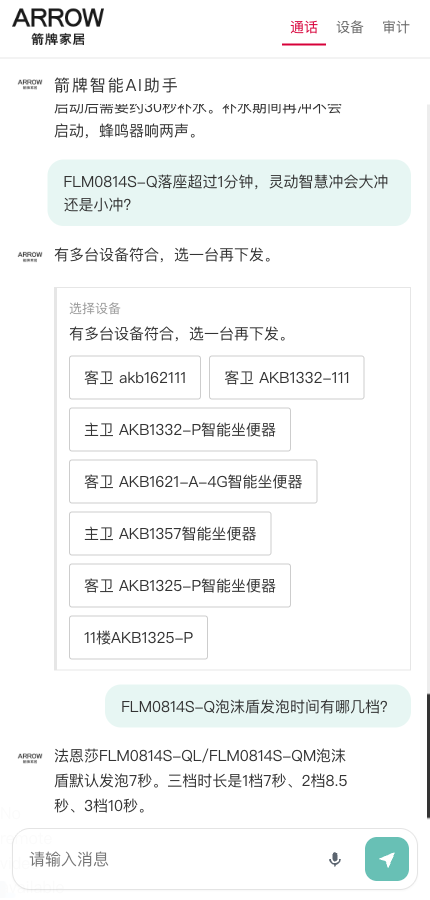 ARROW
箭牌家居
通话 设备 审计
ARROW
箭牌家居
箭牌智能AI助手
启动后需要约30秒补水。补水期间再冲不会
启动，蜂鸣器响两声。
FLM0814S-Q落座超过1分钟，灵动智慧冲会大冲
还是小冲？
ARROW
箭牌家居
有多台设备符合，选一台再下发。
选择设备
有多台设备符合，选一台再下发。
客卫 akb162111
客卫 AKB1332-111
主卫 AKB1332-P智能坐便器
客卫 AKB1621-A-4G智能坐便器
主卫 AKB1357智能坐便器
客卫 AKB1325-P智能坐便器
11楼AKB1325-P
FLM0814S-Q泡沫盾发泡时间有哪几档？
ARROW
箭牌家居
法恩莎FLM0814S-QL/FLM0814S-QM泡沫
盾默认发泡7秒。三档时长是1档7秒、2档8.5
秒、3档10秒。
请输入消息